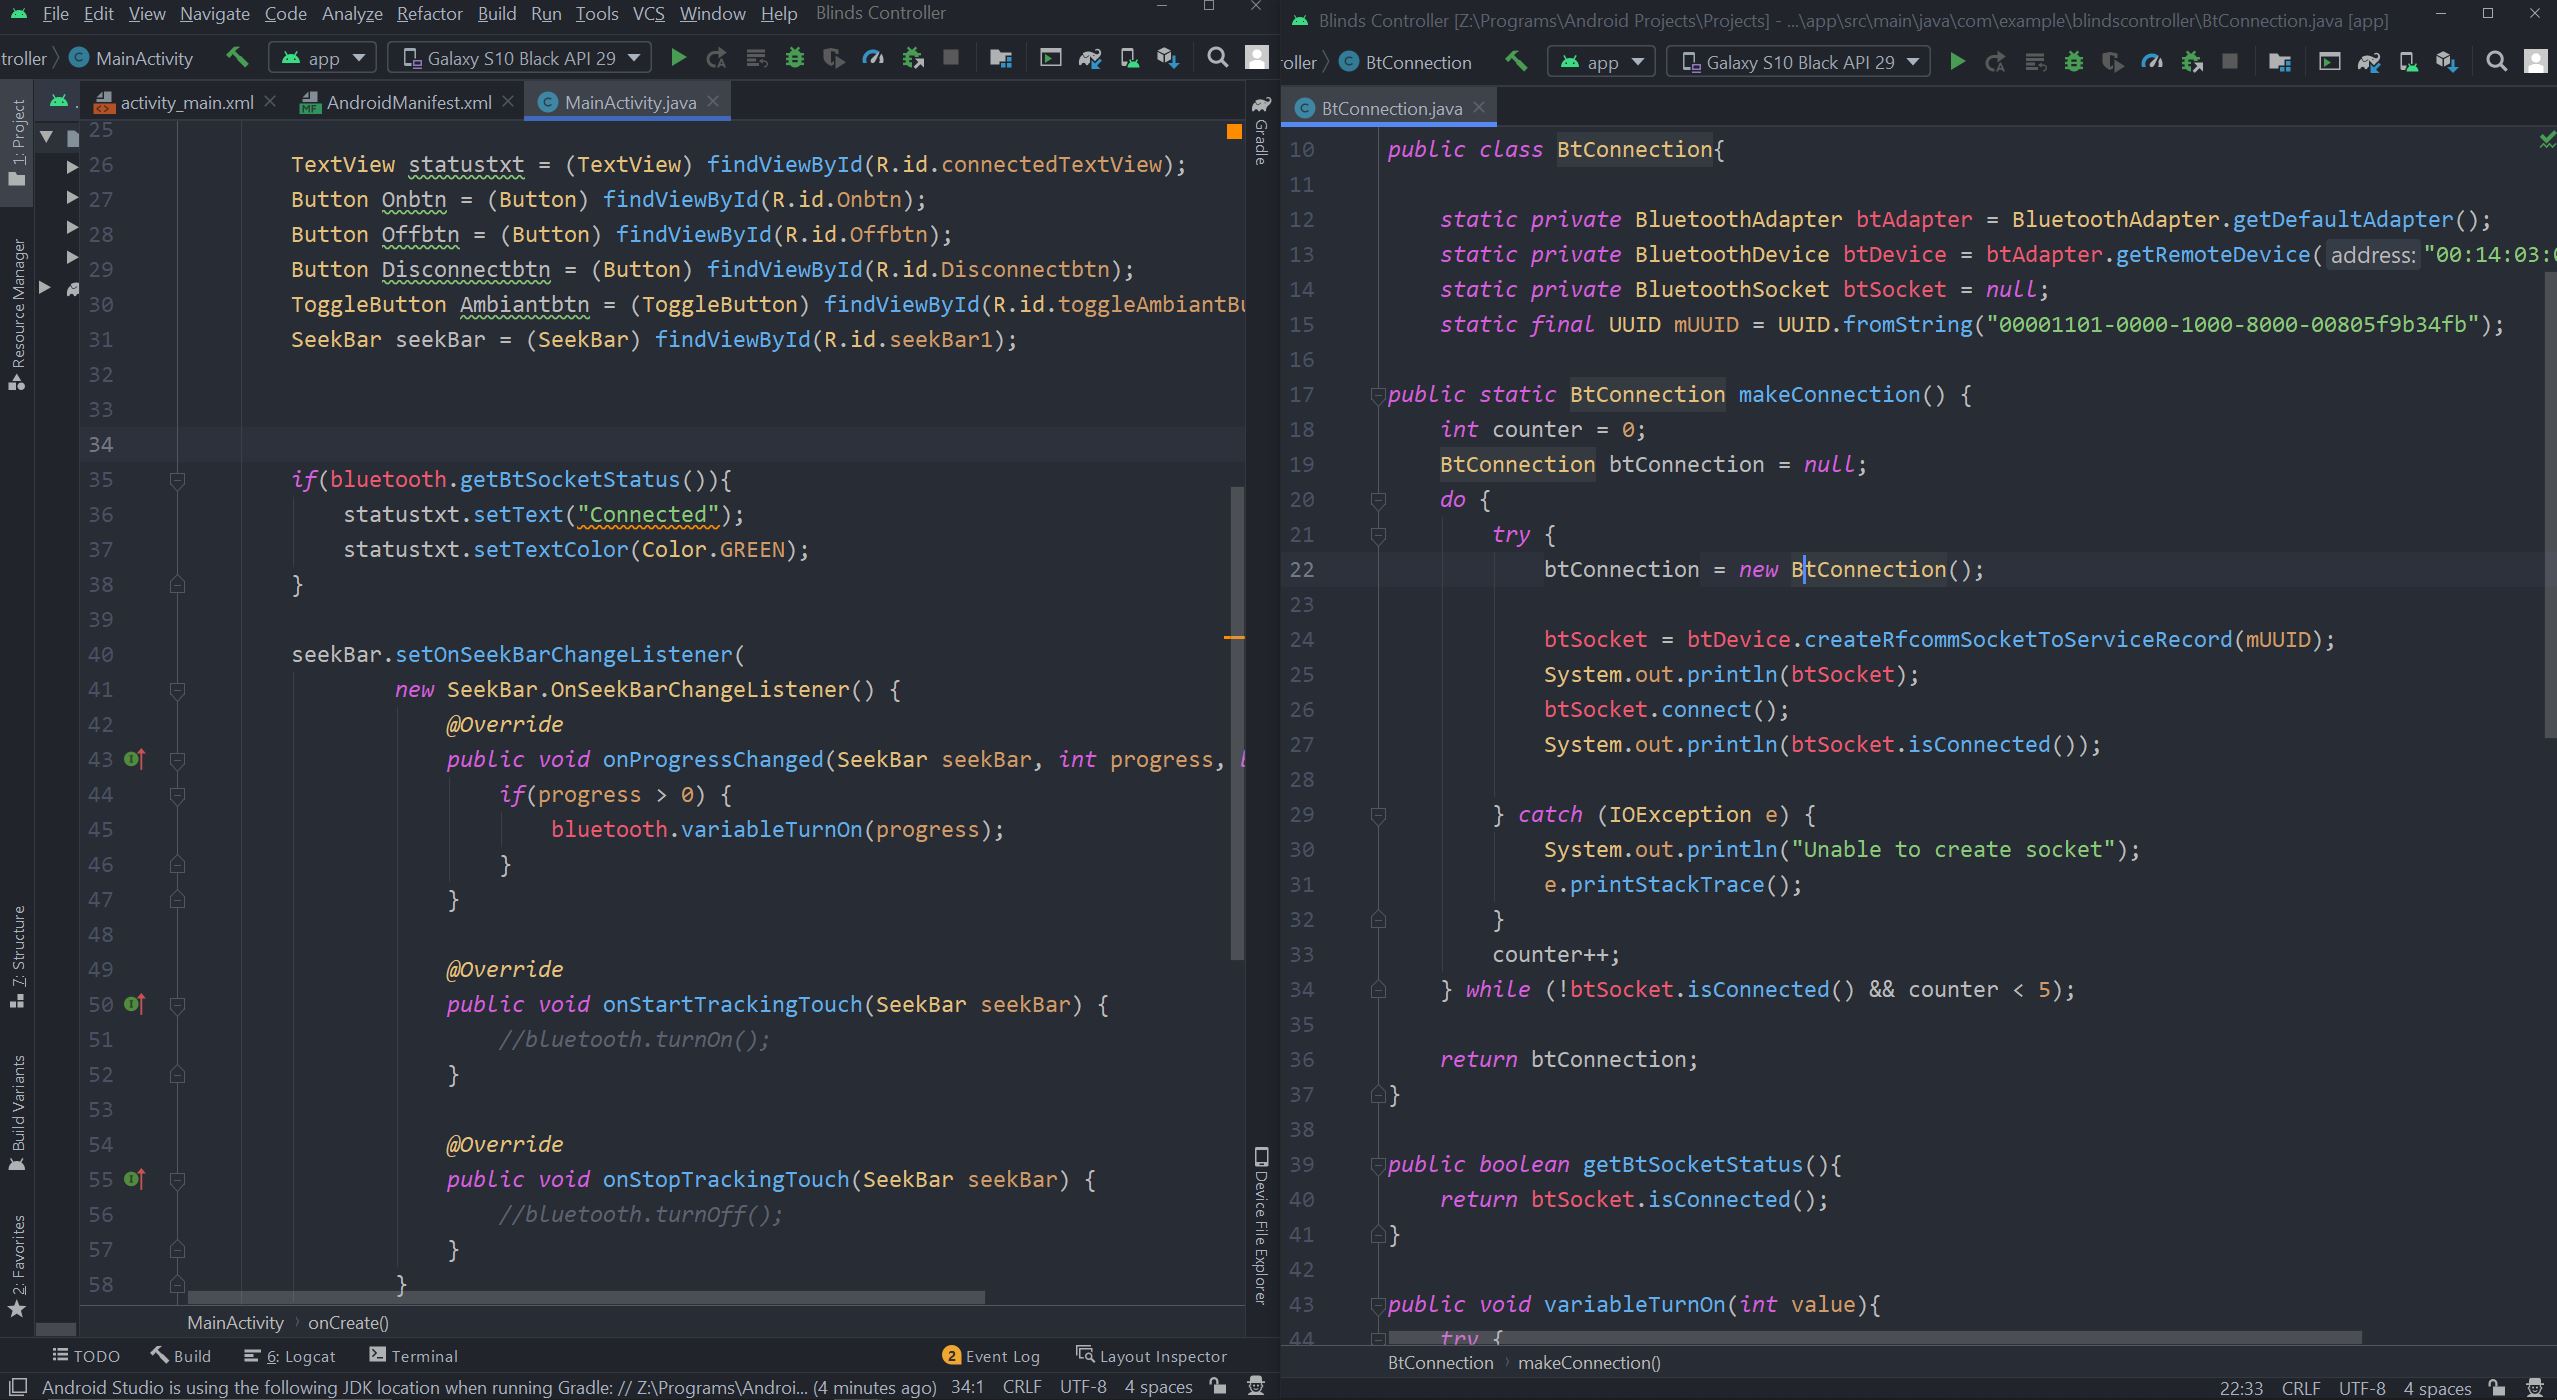 File Edit View Navigate Code Analyze Refactor Build Run Tools VCS Window Help Blinds Controller
troller MainActivity app Galaxy S10 Black API 29
activity_main.xml AndroidManifest.xml MainActivity.java
1: Project
Resource Manager
7: Structure
Build Variants
2: Favorites
25
26 TextView statustxt = (TextView) findViewById(R.id.connectedTextView);
27 Button Onbtn = (Button) findViewById(R.id.Onbtn);
28 Button Offbtn = (Button) findViewById(R.id.Offbtn);
29 Button Disconnectbtn = (Button) findViewById(R.id.Disconnectbtn);
30 ToggleButton Ambiantbtn = (ToggleButton) findViewById(R.id.toggleAmbiantBu
31 SeekBar seekBar = (SeekBar) findViewById(R.id.seekBar1);
32
33
34
35 if(bluetooth.getBtSocketStatus()){
36 statustxt.setText("Connected");
37 statustxt.setTextColor(Color.GREEN);
38 }
39
40 seekBar.setOnSeekBarChangeListener(
41 new SeekBar.OnSeekBarChangeListener() {
42 @Override
43 public void onProgressChanged(SeekBar seekBar, int progress,
44 if(progress > 0) {
45 bluetooth.variableTurnOn(progress);
46 }
47 }
48
49 @Override
50 public void onStartTrackingTouch(SeekBar seekBar) {
51 //bluetooth.turnOn();
52 }
53
54 @Override
55 public void onStopTrackingTouch(SeekBar seekBar) {
56 //bluetooth.turnOff();
57 }
58 }
MainActivity › onCreate()
TODO Build 6: Logcat Terminal 2 Event Log Layout Inspector
Android Studio is using the following JDK location when running Gradle: // Z:\Programs\Androi... (4 minutes ago) 34:1 CRLF UTF-8 4 spaces
Gradle
Device File Explorer
Blinds Controller [Z:\Programs\Android Projects\Projects] - ...\app\src\main\java\com\example\blindscontroller\BtConnection.java [app]
oller BtConnection app Galaxy S10 Black API 29
BtConnection.java
10 public class BtConnection{
11
12 static private BluetoothAdapter btAdapter = BluetoothAdapter.getDefaultAdapter();
13 static private BluetoothDevice btDevice = btAdapter.getRemoteDevice( address: "00:14:03:
14 static private BluetoothSocket btSocket = null;
15 static final UUID mUUID = UUID.fromString("00001101-0000-1000-8000-00805f9b34fb");
16
17 public static BtConnection makeConnection() {
18 int counter = 0;
19 BtConnection btConnection = null;
20 do {
21 try {
22 btConnection = new BtConnection();
23
24 btSocket = btDevice.createRfcommSocketToServiceRecord(mUUID);
25 System.out.println(btSocket);
26 btSocket.connect();
27 System.out.println(btSocket.isConnected());
28
29 } catch (IOException e) {
30 System.out.println("Unable to create socket");
31 e.printStackTrace();
32 }
33 counter++;
34 } while (!btSocket.isConnected() && counter < 5);
35
36 return btConnection;
37 }
38
39 public boolean getBtSocketStatus(){
40 return btSocket.isConnected();
41 }
42
43 public void variableTurnOn(int value){
44 try {
BtConnection › makeConnection()
22:33 CRLF UTF-8 4 spaces